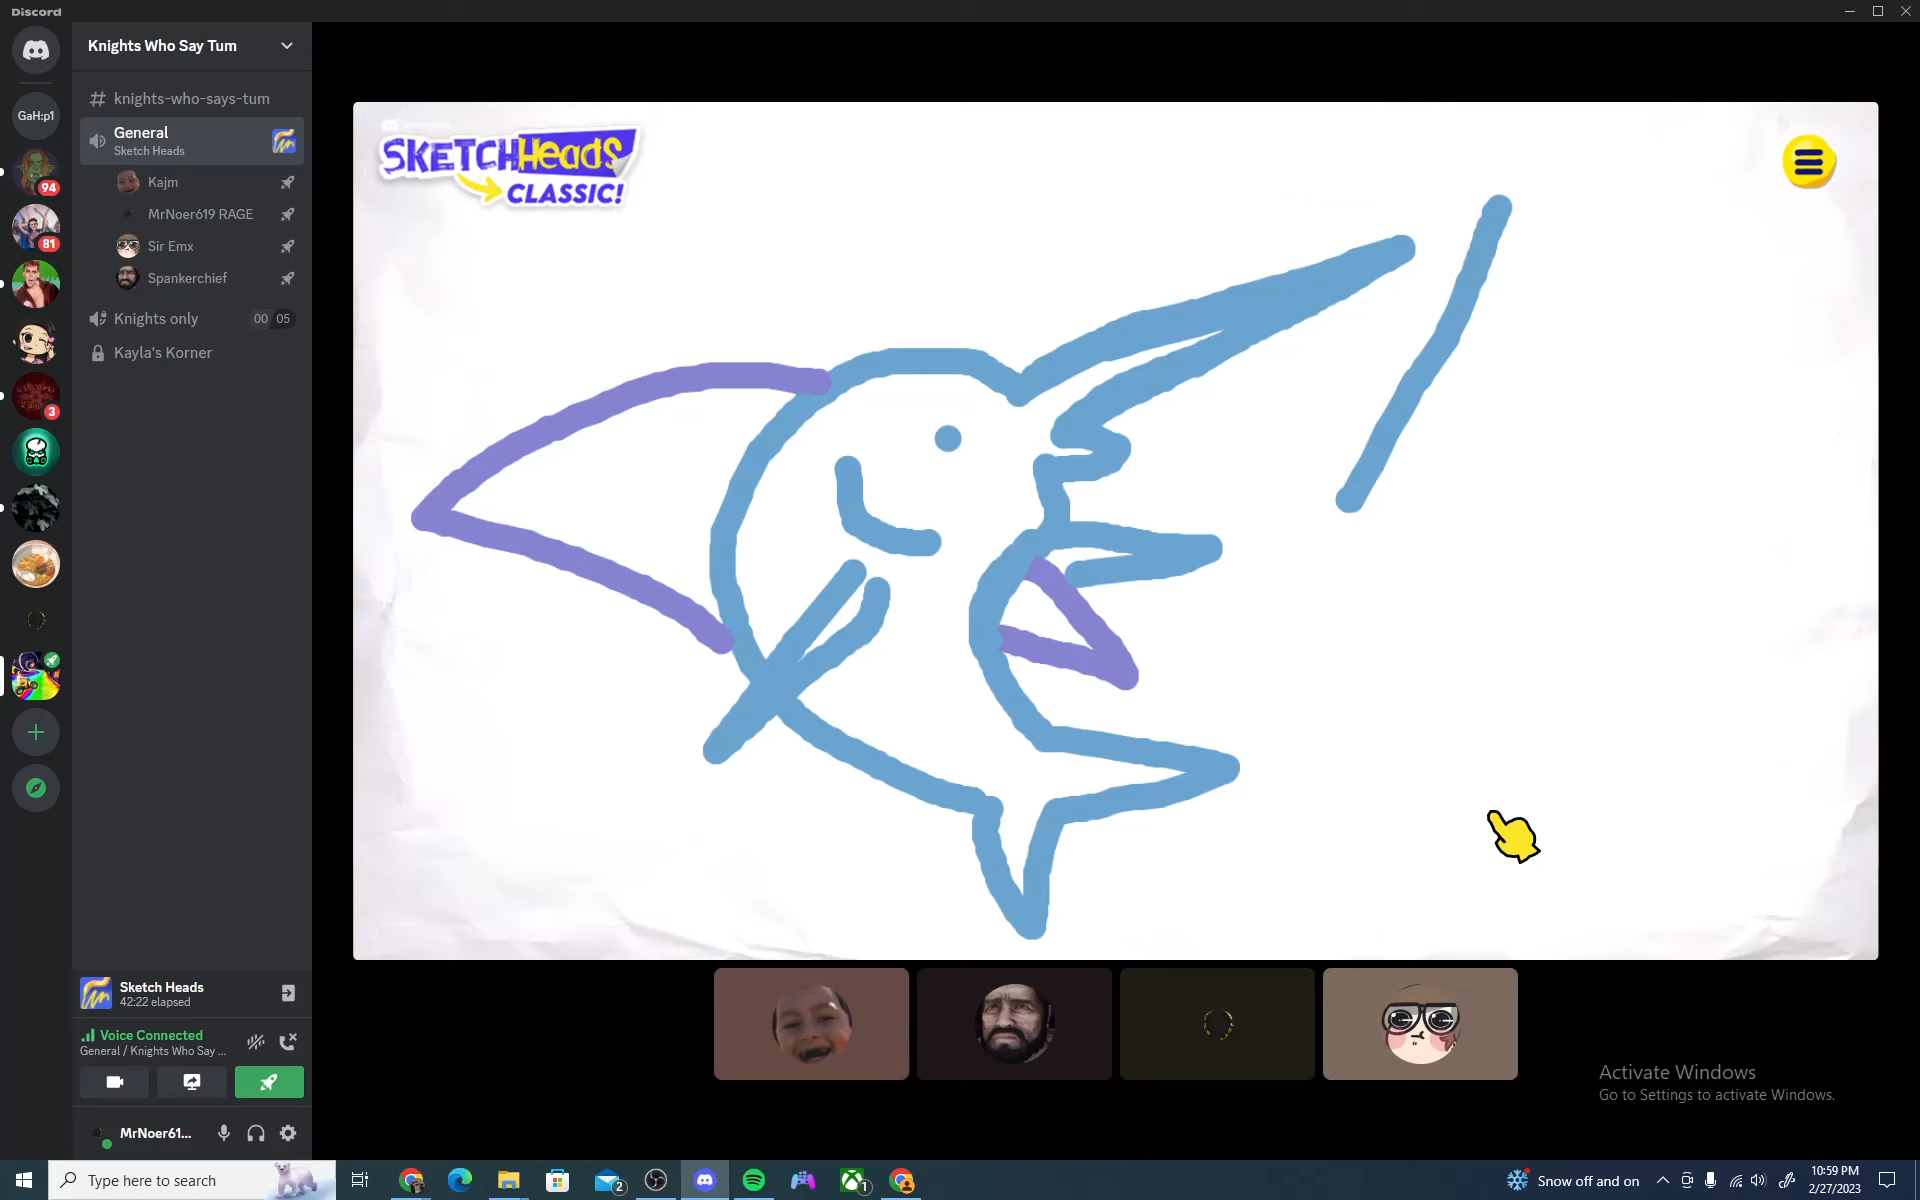 Discord
Knights Who Say Tum
knights-who-says-tum
GaH:p1
General
Sketch Heads
Kajm
94
MrNoer619 RAGE
81
Sir Emx
Spankerchief
Knights only
00 05
Kayla's Korner
3
SKETCHHeadS
CLASSIC!
Sketch Heads
42:22 elapsed
Voice Connected
General / Knights Who Say ...
MrNoer61...
Activate Windows
Go to Settings to activate Windows.
Type here to search
2
1
Snow off and on
10:59 PM
2/27/2023